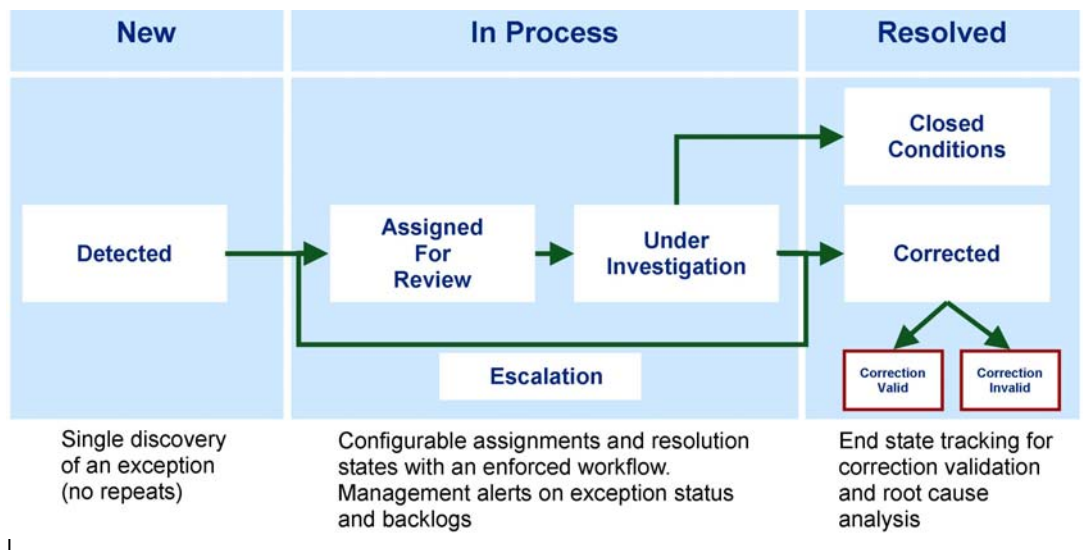 New
In Process
Resolved
Detected
Assigned
For
Review
Under
Investigation
Closed
Conditions
Corrected
Escalation
Correction
Valid
Correction
Invalid
Single discovery
of an exception
(no repeats)
Configurable assignments and resolution
states with an enforced workflow.
Management alerts on exception status
and backlogs
End state tracking for
correction validation
and root cause
analysis